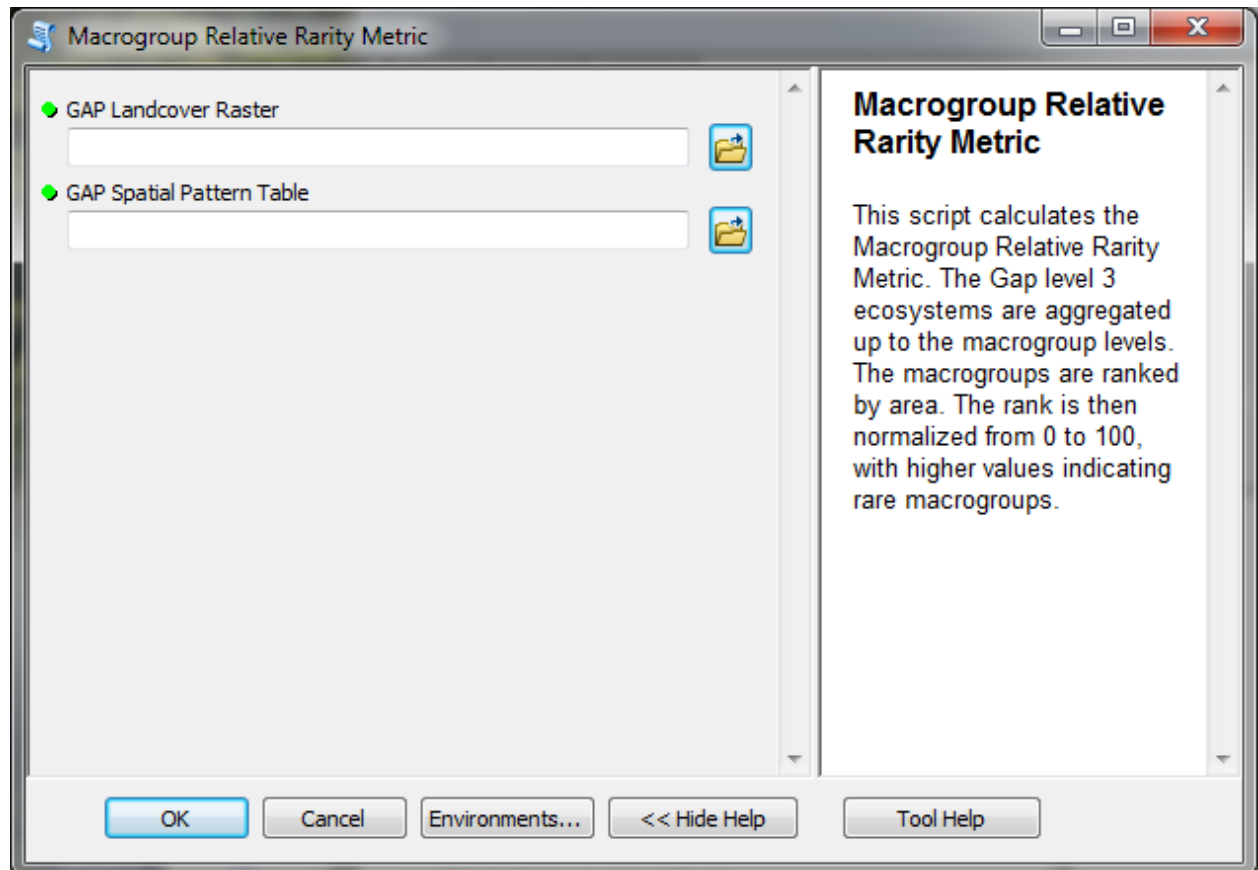 Macrogroup Relative Rarity Metric
GAP Landcover Raster
GAP Spatial Pattern Table
Macrogroup Relative
Rarity Metric
This script calculates the
Macrogroup Relative Rarity
Metric. The Gap level 3
ecosystems are aggregated
up to the macrogroup levels.
The macrogroups are ranked
by area. The rank is then
normalized from 0 to 100,
with higher values indicating
rare macrogroups.
OK
Cancel
Environments...
<< Hide Help
Tool Help